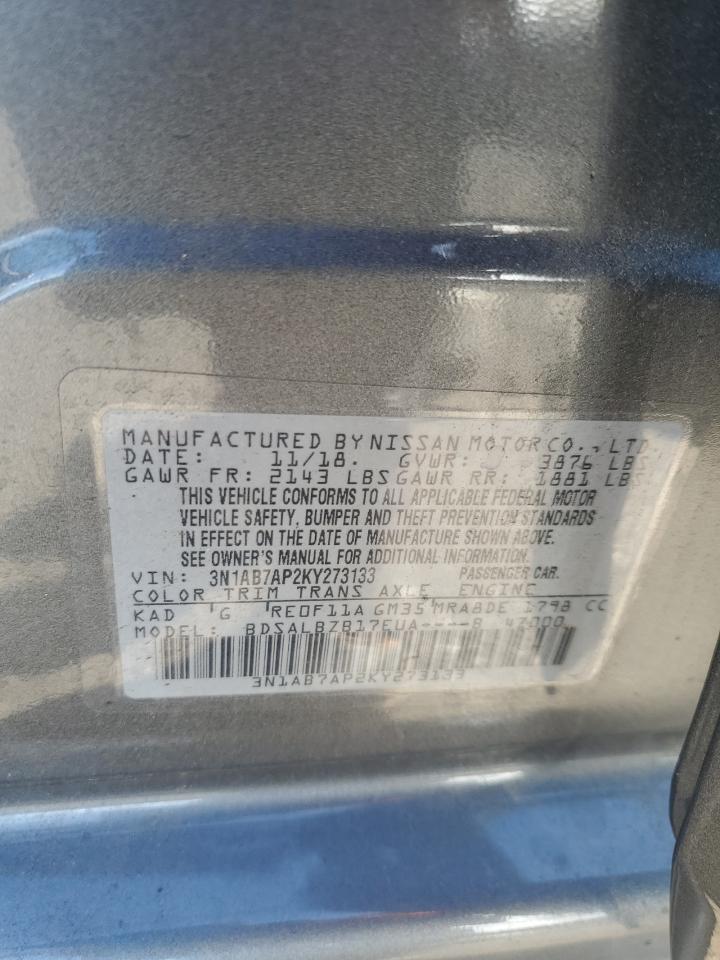 MANUFACTURED BY NISSAN MOTOR CO., LTD.
DATE: 11/18. GVWR: 3876 LBS
GAWR FR: 2143 LBS GAWR RR: 1881 LBS
THIS VEHICLE CONFORMS TO ALL APPLICABLE FEDERAL MOTOR
VEHICLE SAFETY, BUMPER AND THEFT PREVENTION STANDARDS
IN EFFECT ON THE DATE OF MANUFACTURE SHOWN ABOVE.
SEE OWNER'S MANUAL FOR ADDITIONAL INFORMATION.
VIN: 3N1AB7AP2KY273133 PASSENGER CAR.
COLOR TRIM TRANS AXLE ENGINE
KAD G RE0F11A GM35 MRA8DE 1798 CC
MODEL: BDSALBZB17EUA----B 4Z000
3N1AB7AP2KY273133